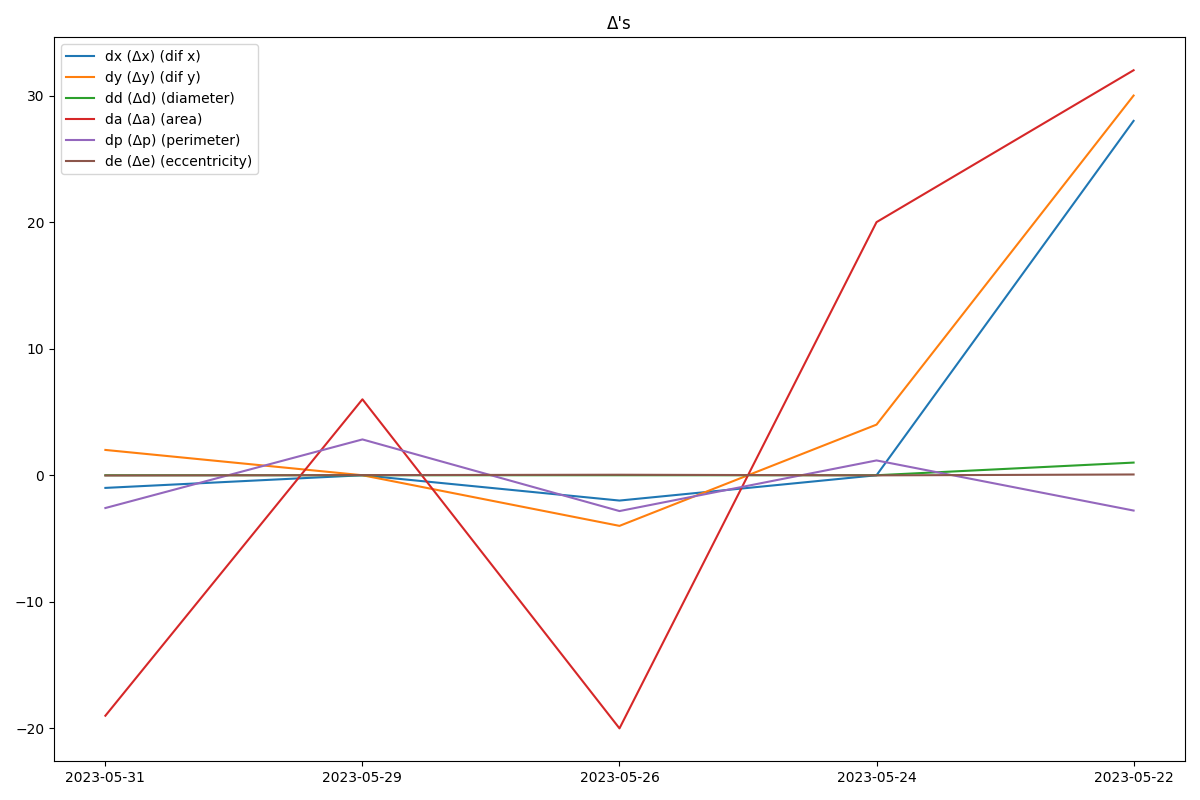 Δ's
dx (Δx) (dif x)
dy (Δy) (dif y)
dd (Δd) (diameter)
da (Δa) (area)
dp (Δp) (perimeter)
de (Δe) (eccentricity)
30
20
10
0
−10
−20
2023-05-31 2023-05-29 2023-05-26 2023-05-24 2023-05-22